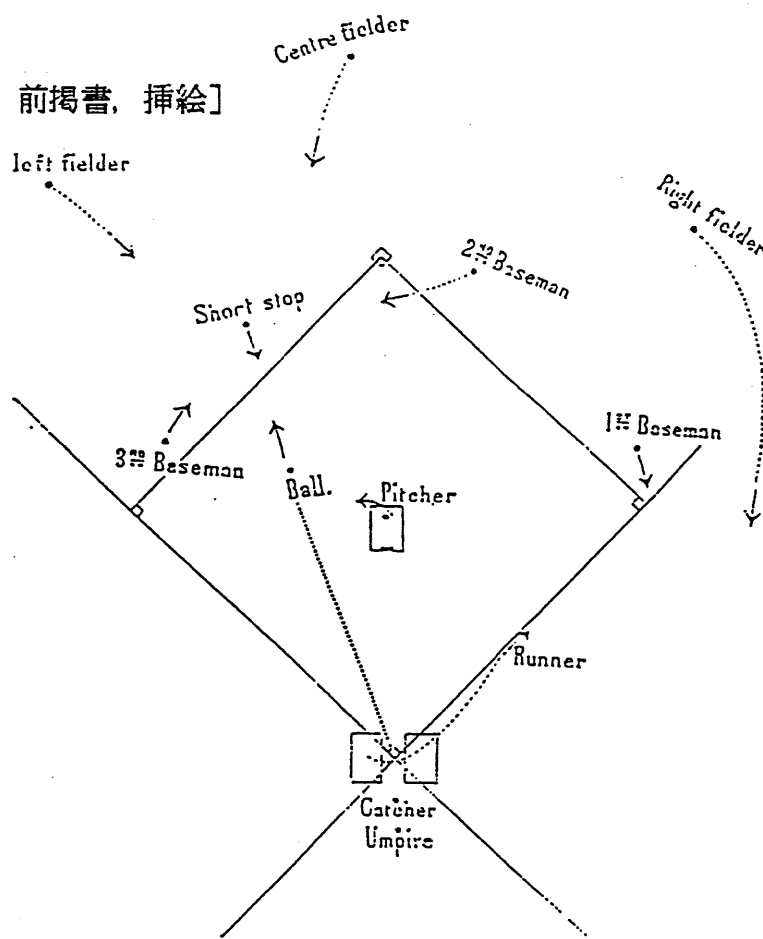 Centre fielder
前掲書, 挿絵]
left fielder
Right fielder
2ND Baseman
Short stop
1ST Baseman
3RD Baseman
Ball.
Pitcher
Runner
Catcher
Umpire